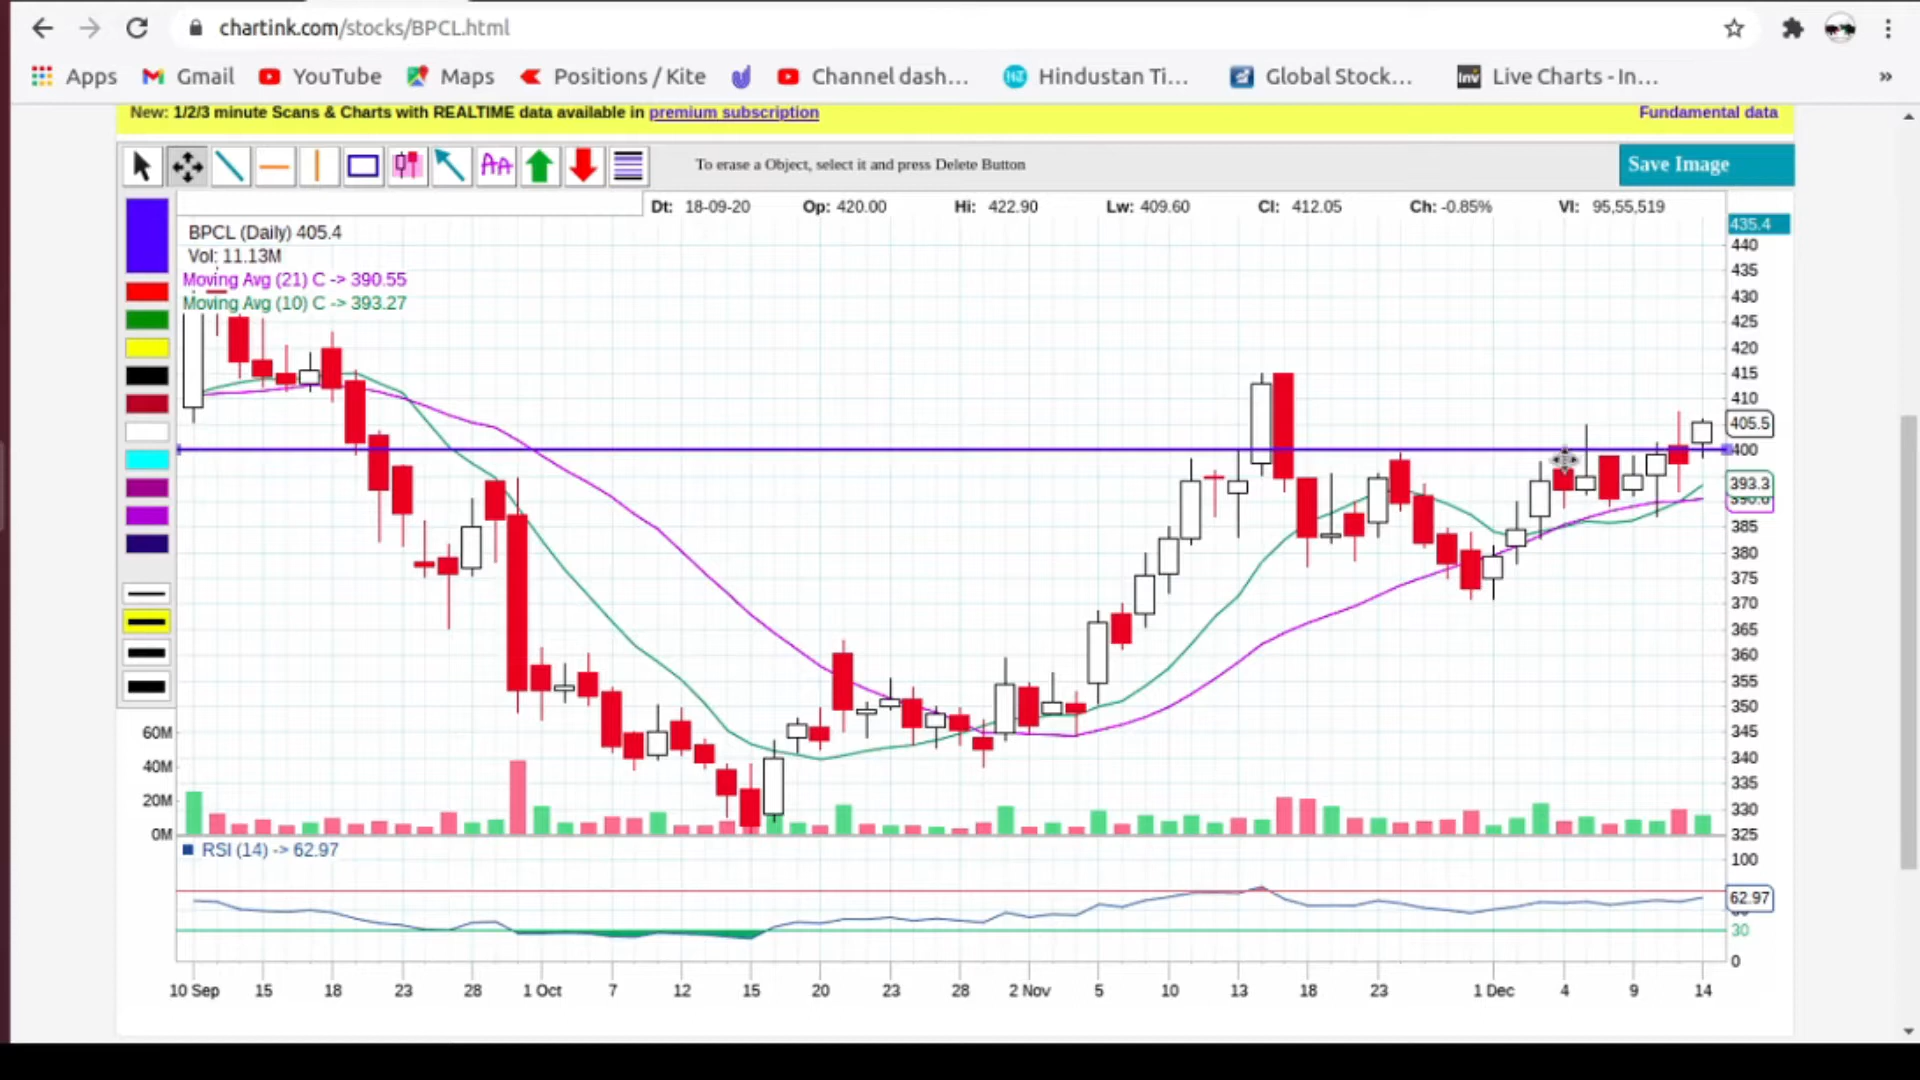 chartink.com/stocks/BPCL.html
Apps Gmail YouTube Maps Positions / Kite Channel dash... Hindustan Ti... Global Stock... Inv Live Charts - In... »
New: 1/2/3 minute Scans & Charts with REALTIME data available in premium subscription Fundamental data
To erase a Object, select it and press Delete Button Save Image
Dt: 18-09-20 Op: 420.00 Hi: 422.90 Lw: 409.60 Cl: 412.05 Ch: -0.85% Vl: 95,55,519
BPCL (Daily) 405.4
Vol: 11.13M
Moving Avg (21) C -> 390.55
Moving Avg (10) C -> 393.27
435.4
440
435
430
425
420
415
410
405.5
400
393.3
385
380
375
370
365
360
355
350
345
340
335
330
325
60M
40M
20M
0M
RSI (14) -> 62.97
100
62.97
30
0
10 Sep 15 18 23 28 1 Oct 7 12 15 20 23 28 2 Nov 5 10 13 18 23 1 Dec 4 9 14